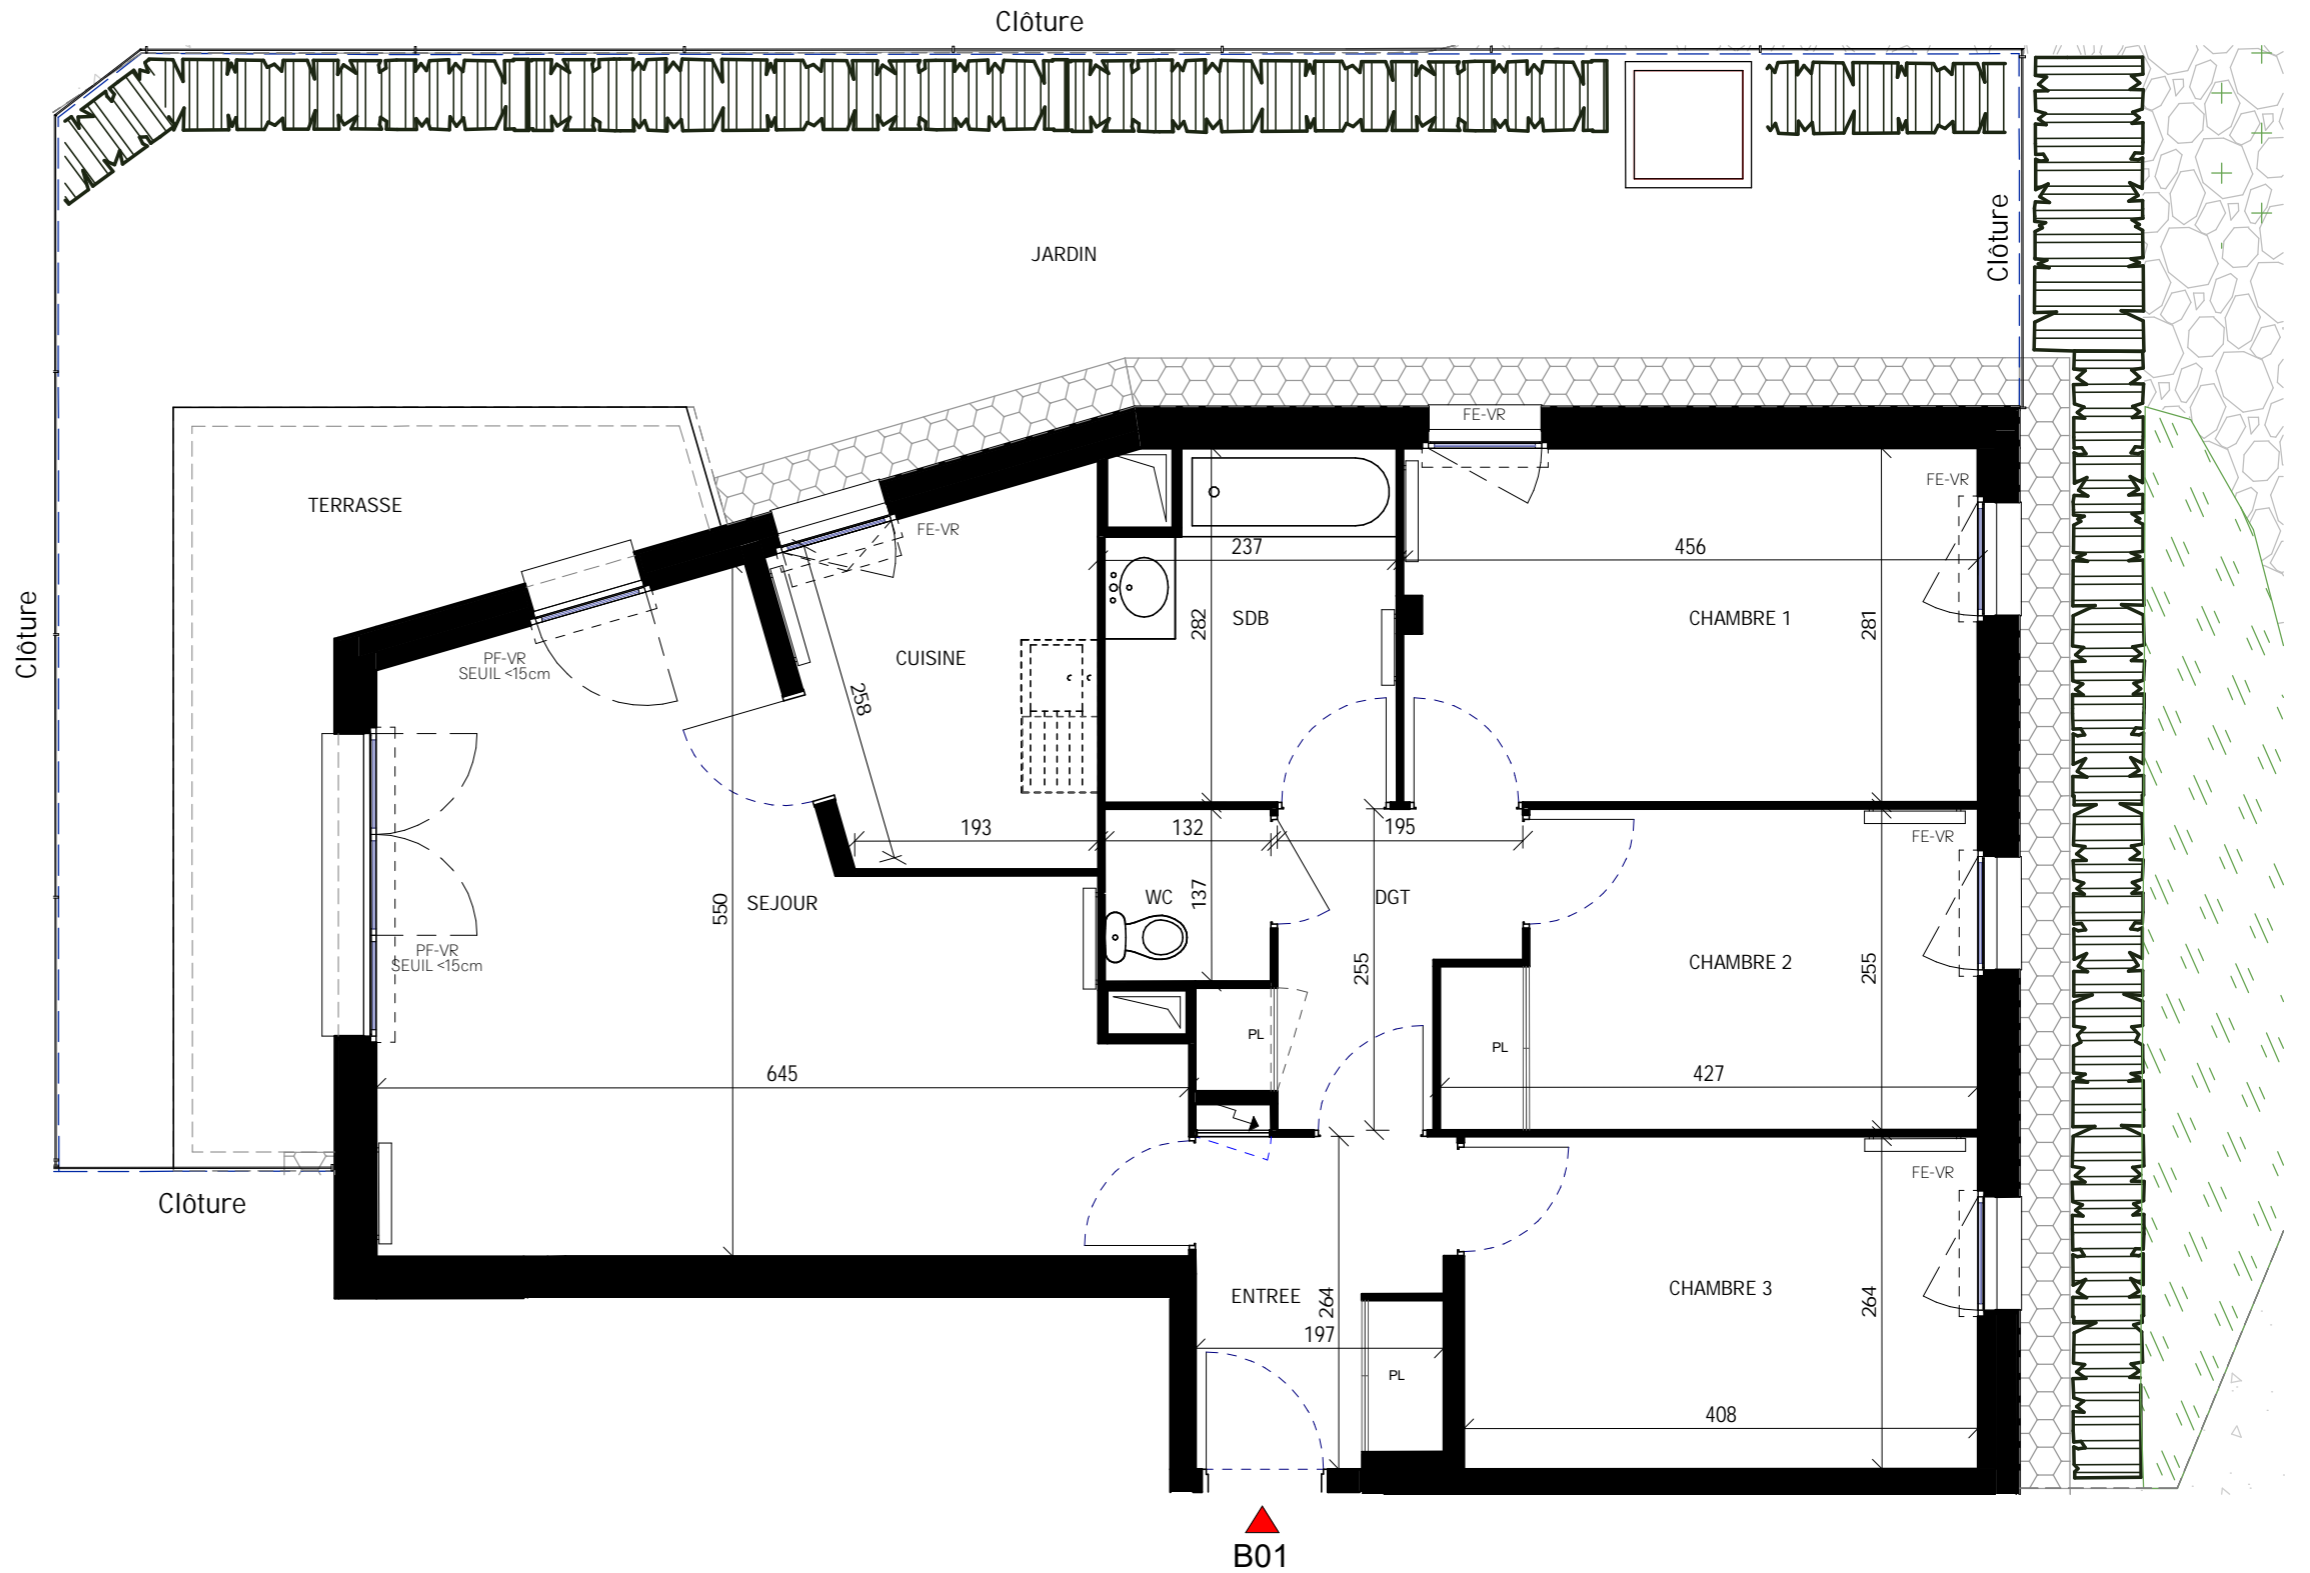 Clôture
JARDIN
Clôture
FE-VR
FE-VR
TERRASSE
FE-VR
237
456
Clôture
282
SDB
CHAMBRE 1
281
PF-VR
SEUIL <15cm
CUISINE
258
193
132
195
FE-VR
550
SEJOUR
WC
137
DGT
PF-VR
SEUIL <15cm
255
CHAMBRE 2
255
PL
PL
645
427
Clôture
FE-VR
ENTREE
264
CHAMBRE 3
264
197
PL
408
B01